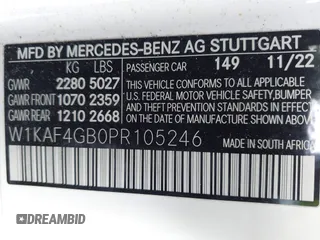 MFD BY MERCEDES-BENZ AG STUTTGART
KG LBS PASSENGER CAR 149 11/22
GVWR 2280 5027 THIS VEHICLE CONFORMS TO ALL
GAWR FRONT 1070 2359 APPLICABLE U.S. FEDERAL MOTOR
GAWR REAR 1210 2668 VEHICLE SAFETY, BUMPER
AND THEFT PREVENTION STANDARDS
IN EFFECT ON THE DATE OF
MANUFACTURE SHOWN ABOVE.
W1KAF4GB0PR105246
MADE IN SOUTH AFRICA
DEALER WHOLESALE